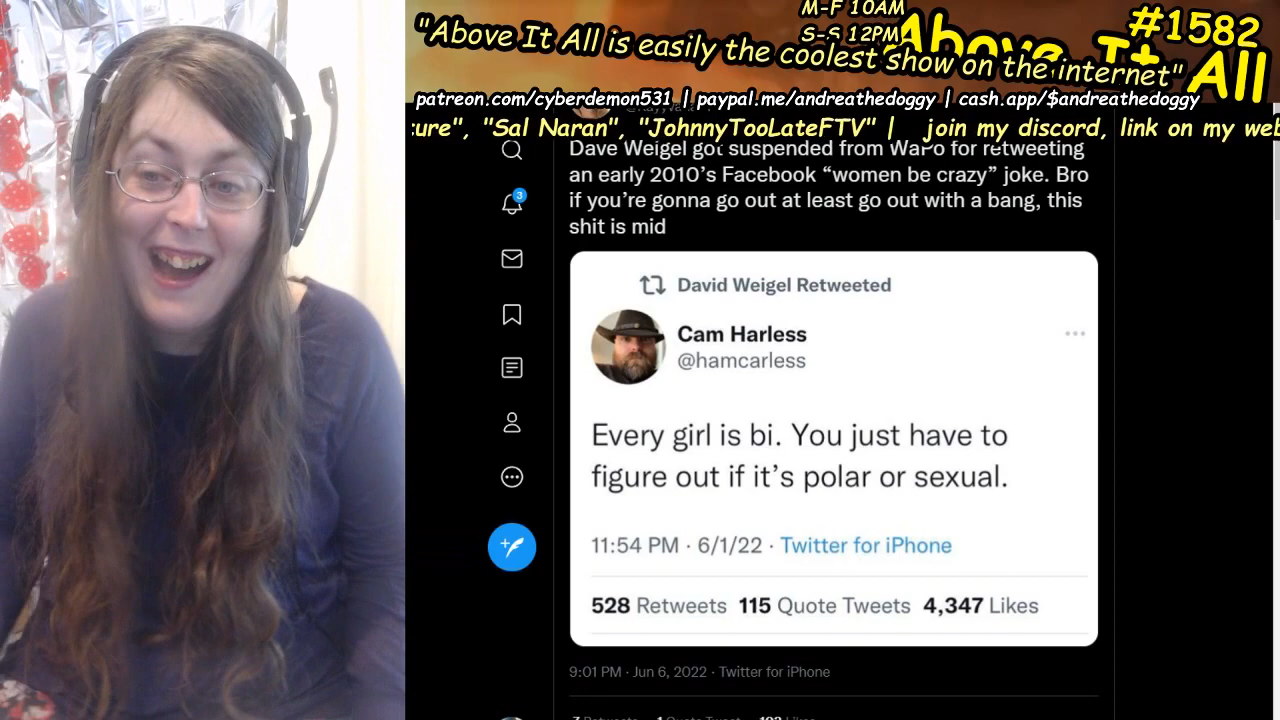 M-F 10AM
S-S 12PM
Above It All
#1582
"Above It All is easily the coolest show on the internet"
patreon.com/cyberdemon531 | paypal.me/andreathedoggy | cash.app/$andreathedoggy
"Sal Naran", "JohnnyTooLateFTV" | join my discord, link on my
3
Dave Weigel got suspended from WaPo for retweeting
an early 2010's Facebook “women be crazy” joke. Bro
if you're gonna go out at least go out with a bang, this
shit is mid
David Weigel Retweeted
Cam Harless
@hamcarless
Every girl is bi. You just have to
figure out if it's polar or sexual.
11:54 PM · 6/1/22 · Twitter for iPhone
528 Retweets 115 Quote Tweets 4,347 Likes
9:01 PM · Jun 6, 2022 · Twitter for iPhone